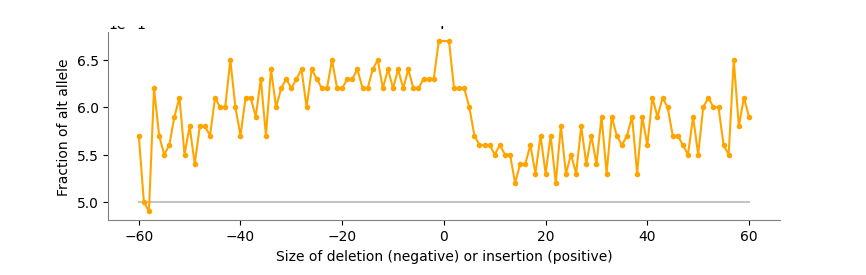 6.5
6.0
5.5
5.0
Fraction of alt allele
−60 −40 −20 0 20 40 60
Size of deletion (negative) or insertion (positive)